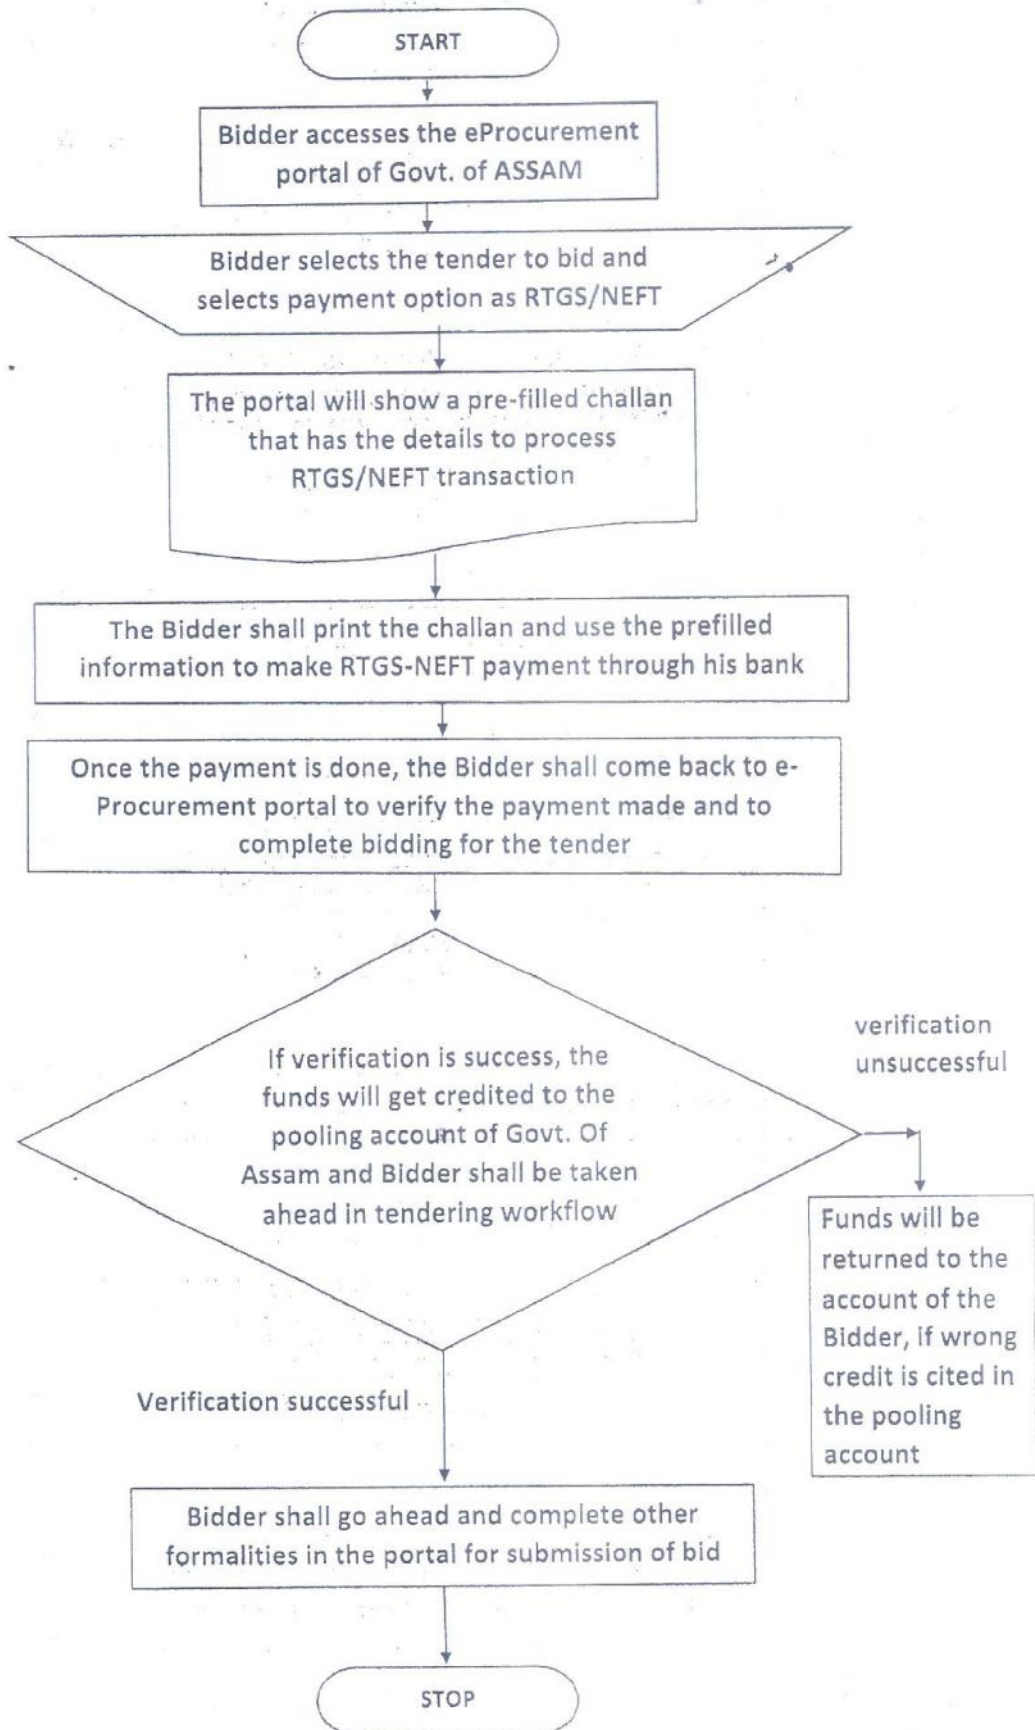 START
Bidder accesses the eProcurement
portal of Govt. of ASSAM
Bidder selects the tender to bid and
selects payment option as RTGS/NEFT
The portal will show a pre-filled challan
that has the details to process
RTGS/NEFT transaction
The Bidder shall print the challan and use the prefilled
information to make RTGS-NEFT payment through his bank
Once the payment is done, the Bidder shall come back to e-
Procurement portal to verify the payment made and to
complete bidding for the tender
If verification is success, the
funds will get credited to the
pooling account of Govt. Of
Assam and Bidder shall be taken
ahead in tendering workflow
verification
unsuccessful
Funds will be
returned to the
account of the
Bidder, if wrong
credit is cited in
the pooling
account
Verification successful
Bidder shall go ahead and complete other
formalities in the portal for submission of bid
STOP